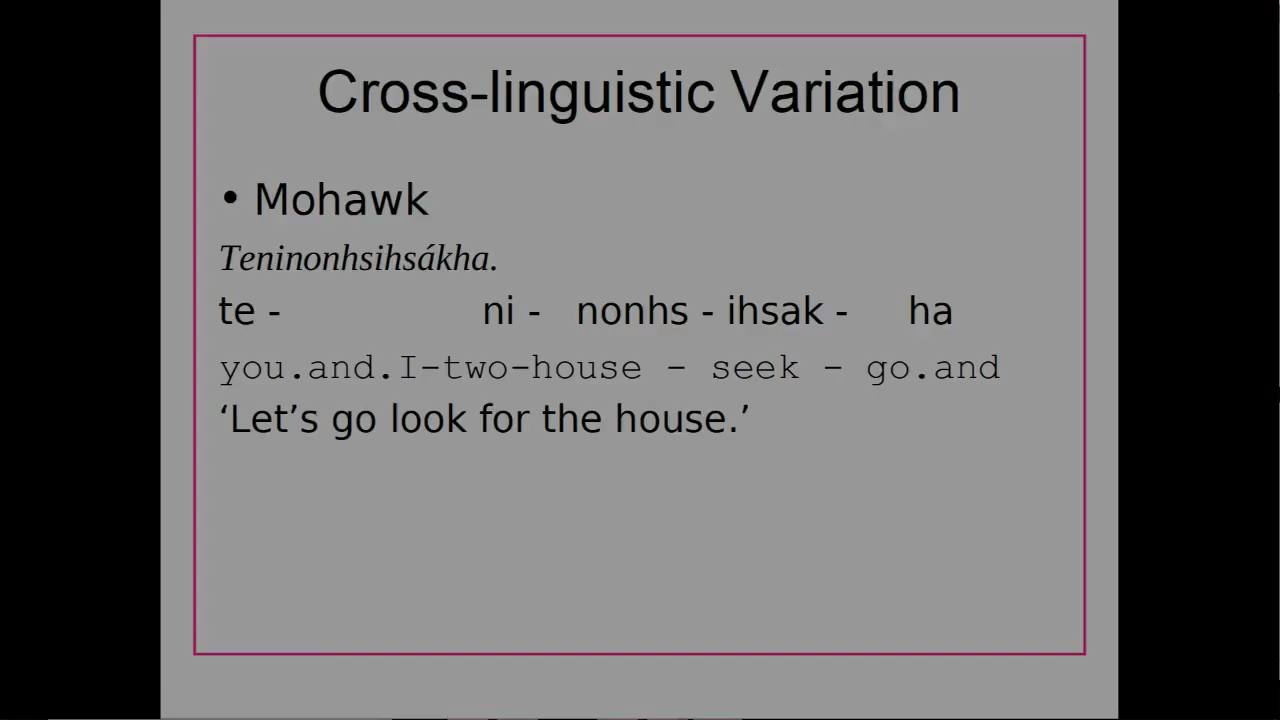 Cross-linguistic Variation
• Mohawk
Teninonhsihsákha.
te - ni - nonhs - ihsak - ha
you.and.I-two-house - seek - go.and
‘Let’s go look for the house.’